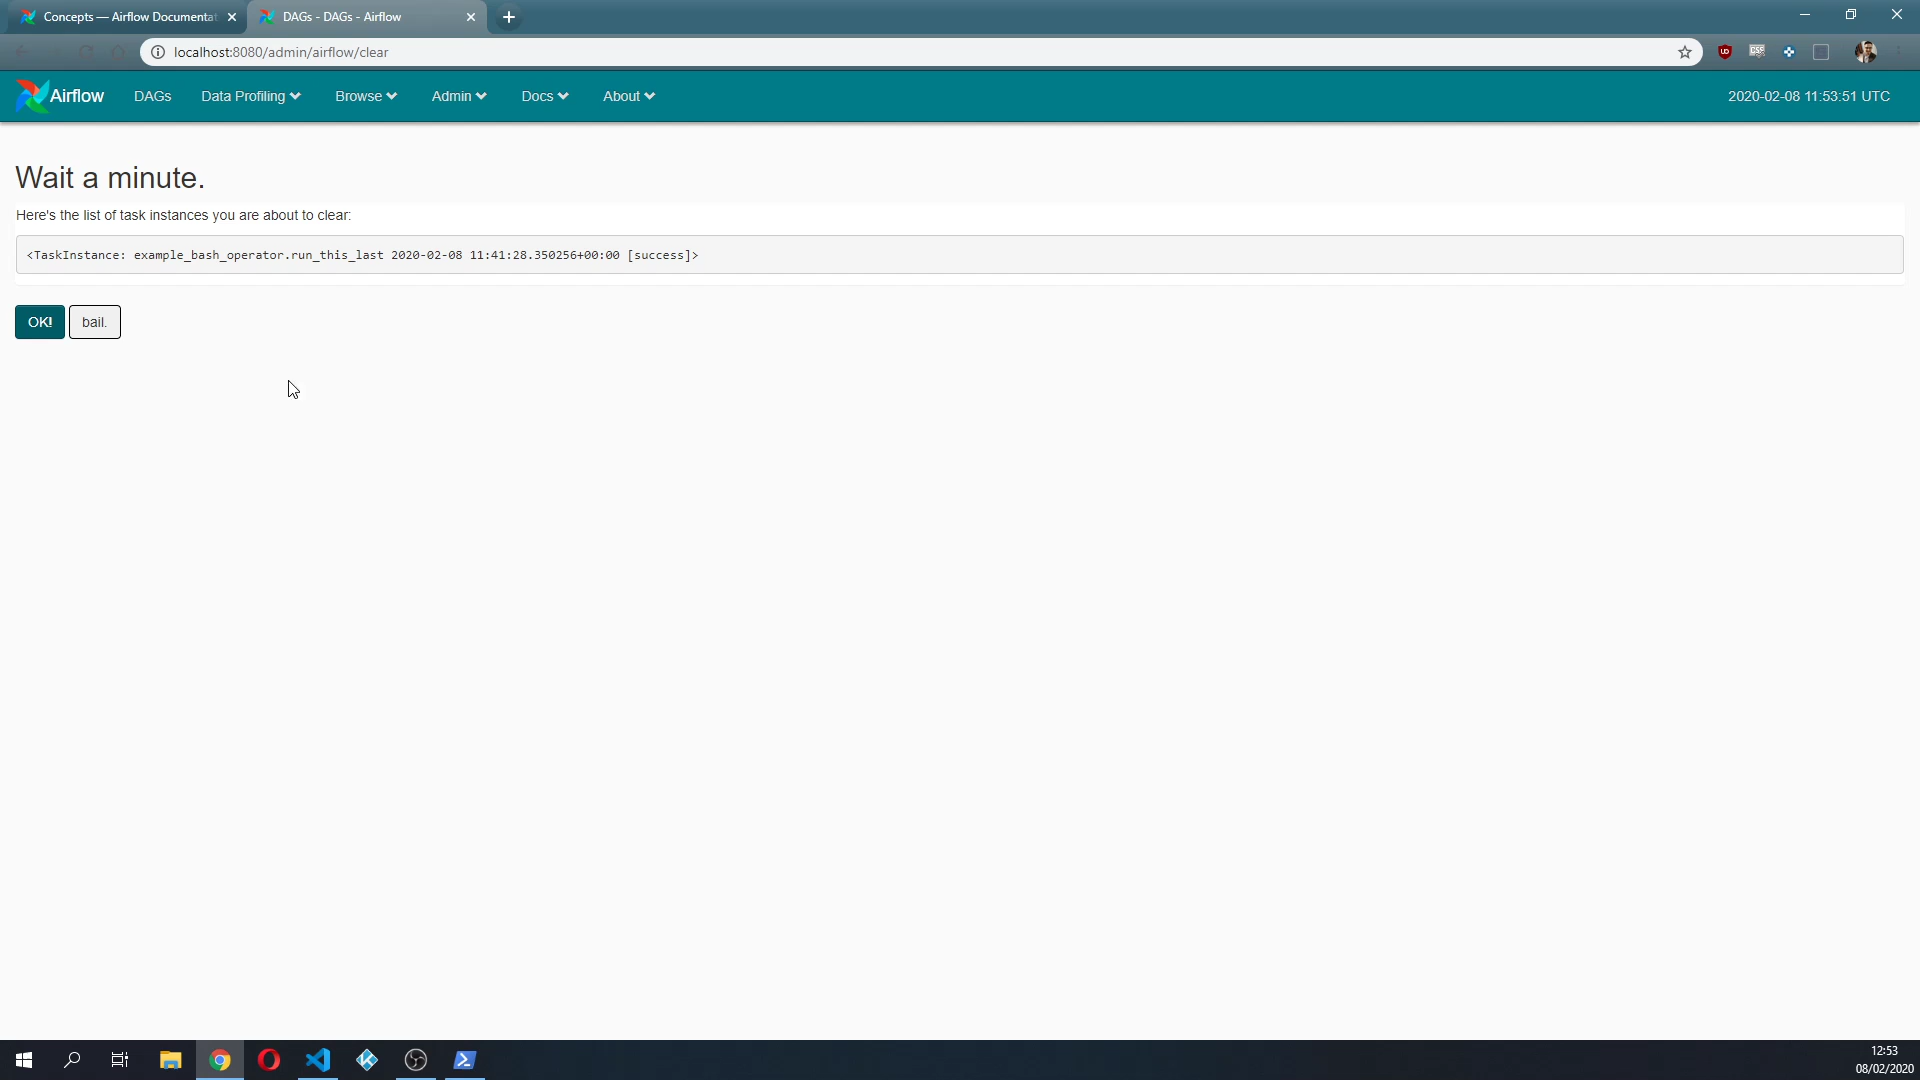 Concepts — Airflow Documentat
DAGs - DAGs - Airflow
localhost:8080/admin/airflow/clear
Airflow DAGs Data Profiling Browse Admin Docs About 2020-02-08 11:53:51 UTC
Wait a minute.
Here's the list of task instances you are about to clear:
<TaskInstance: example_bash_operator.run_this_last 2020-02-08 11:41:28.350256+00:00 [success]>
OK! bail.
12:53
08/02/2020